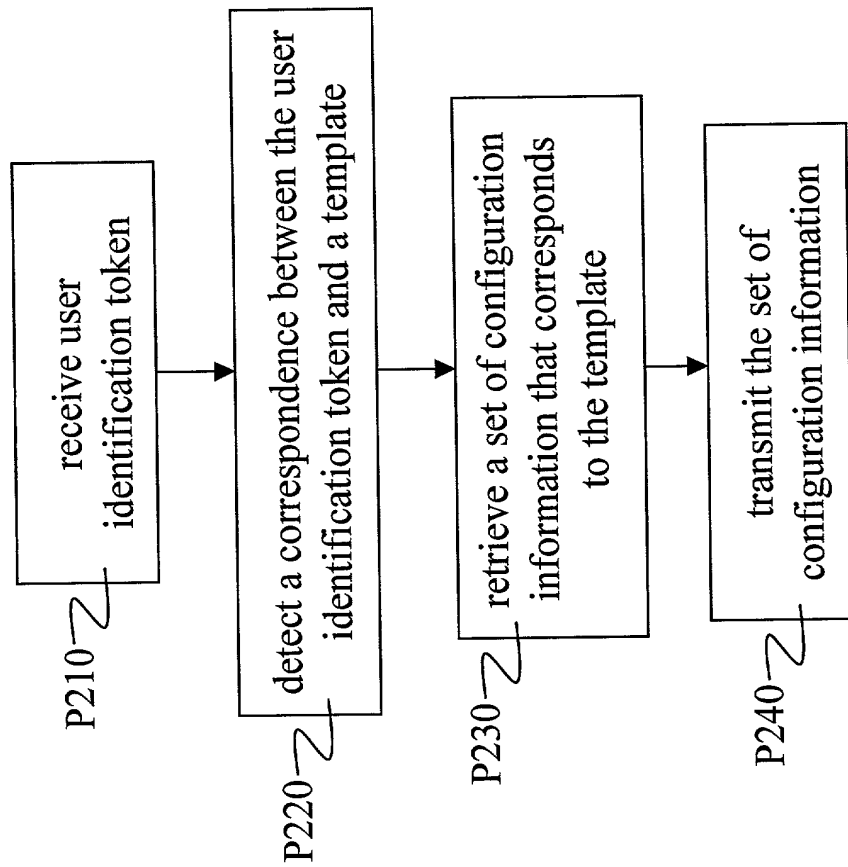 P210
receive user
identification token
P220
detect a correspondence between the user
identification token and a template
P230
retrieve a set of configuration
information that corresponds
to the template
P240
transmit the set of
configuration information